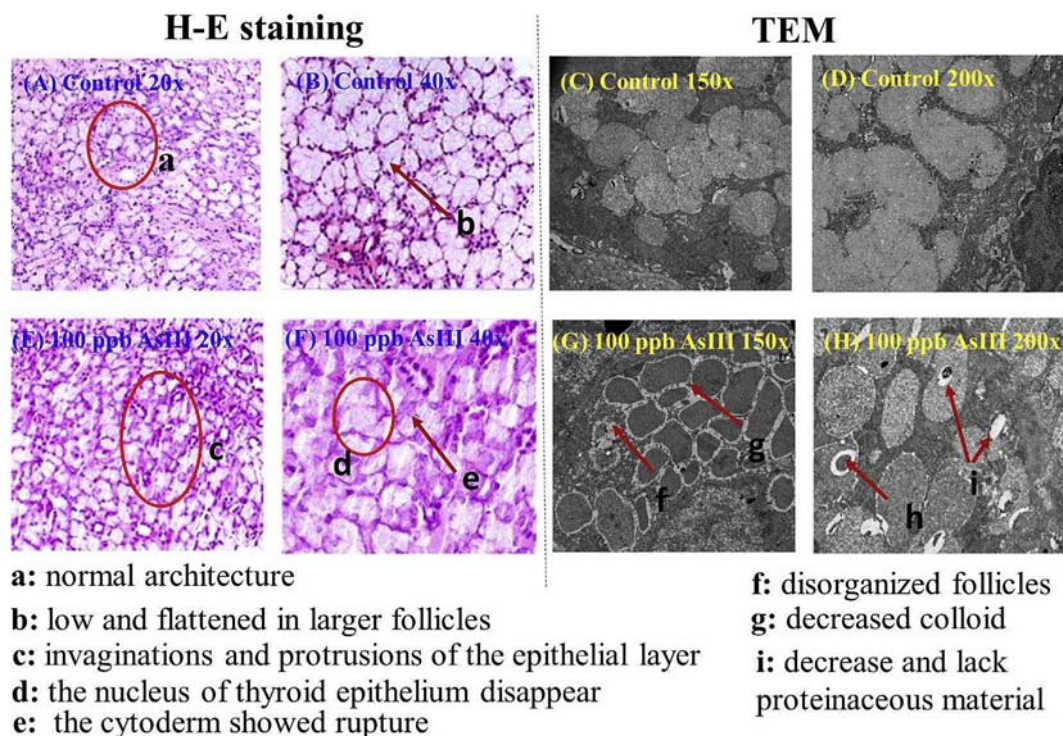 H-E staining
TEM
(A) Control 20x
(B) Control 40x
(C) Control 150x
(D) Control 200x
a
b
(E) 100 ppb AsIII 20x
(F) 100 ppb AsIII 40x
(G) 100 ppb AsIII 150x
(H) 100 ppb AsIII 200x
c
d
e
f
g
h
i
a: normal architecture
b: low and flattened in larger follicles
c: invaginations and protrusions of the epithelial layer
d: the nucleus of thyroid epithelium disappear
e: the cytoderm showed rupture
f: disorganized follicles
g: decreased colloid
i: decrease and lack
proteinaceous material